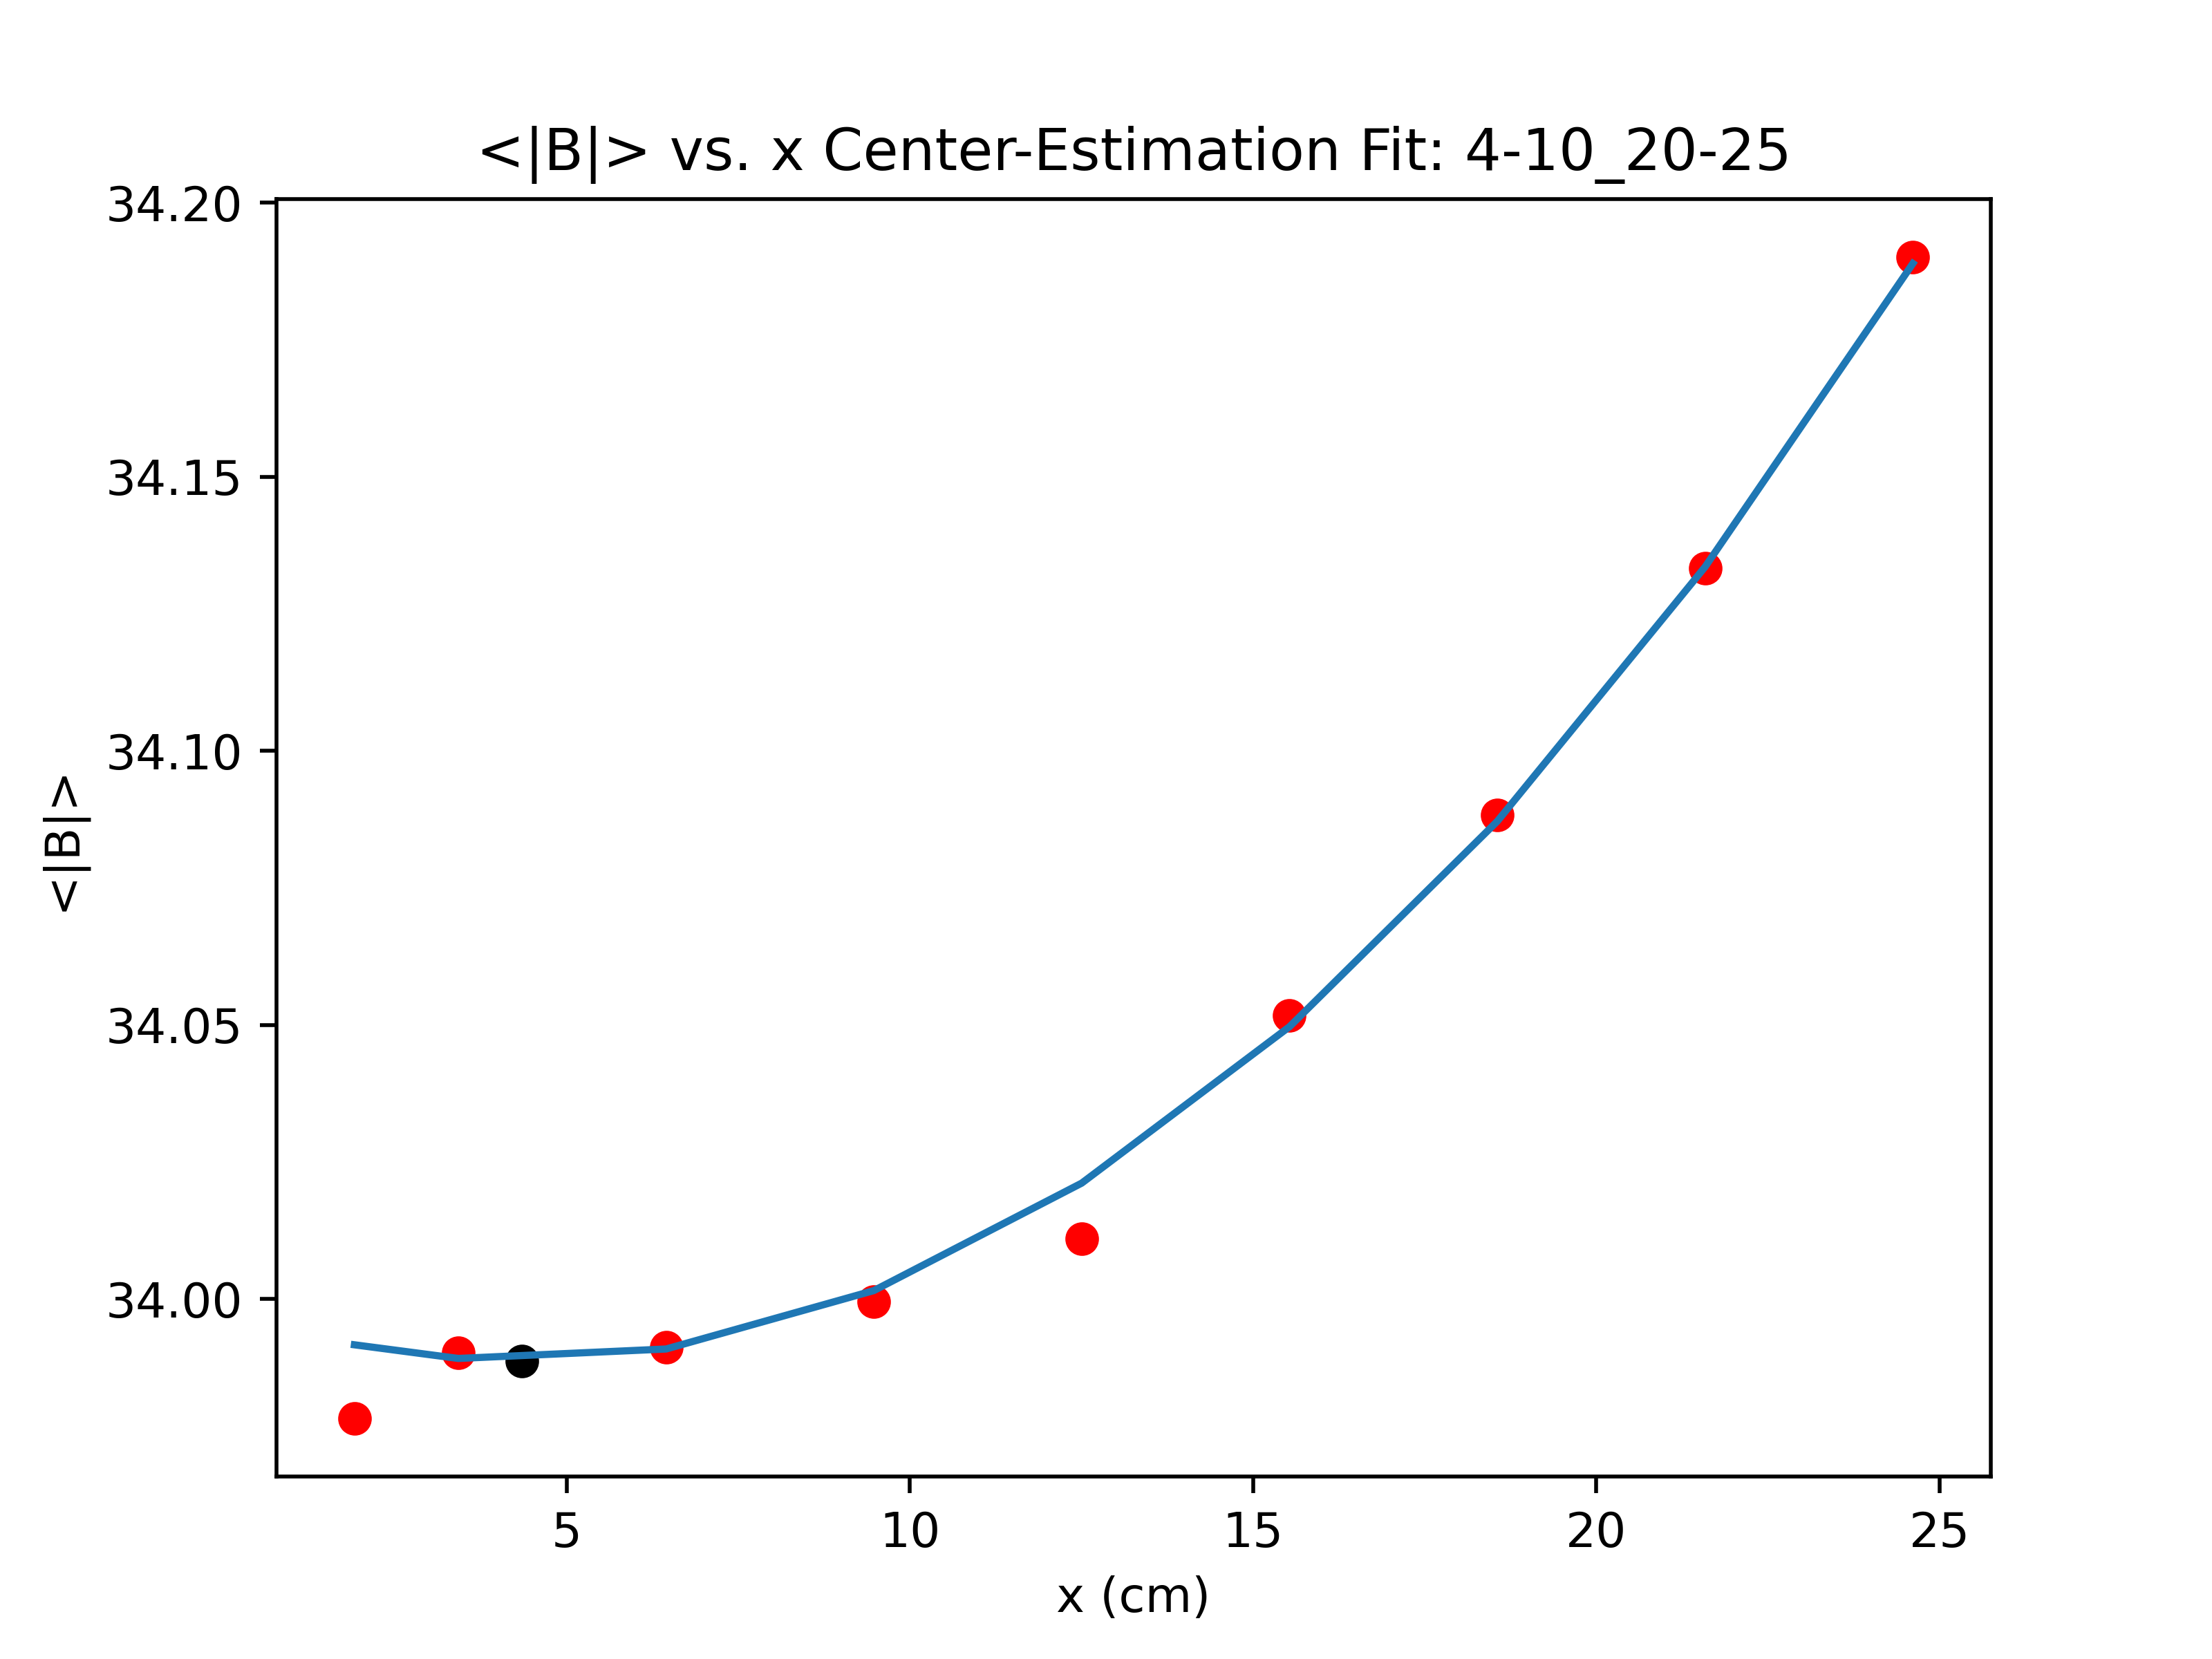 <|B|> vs. x Center-Estimation Fit: 4-10_20-25
34.20
34.15
34.10
34.05
34.00
<|B|>
5 10 15 20 25
x (cm)